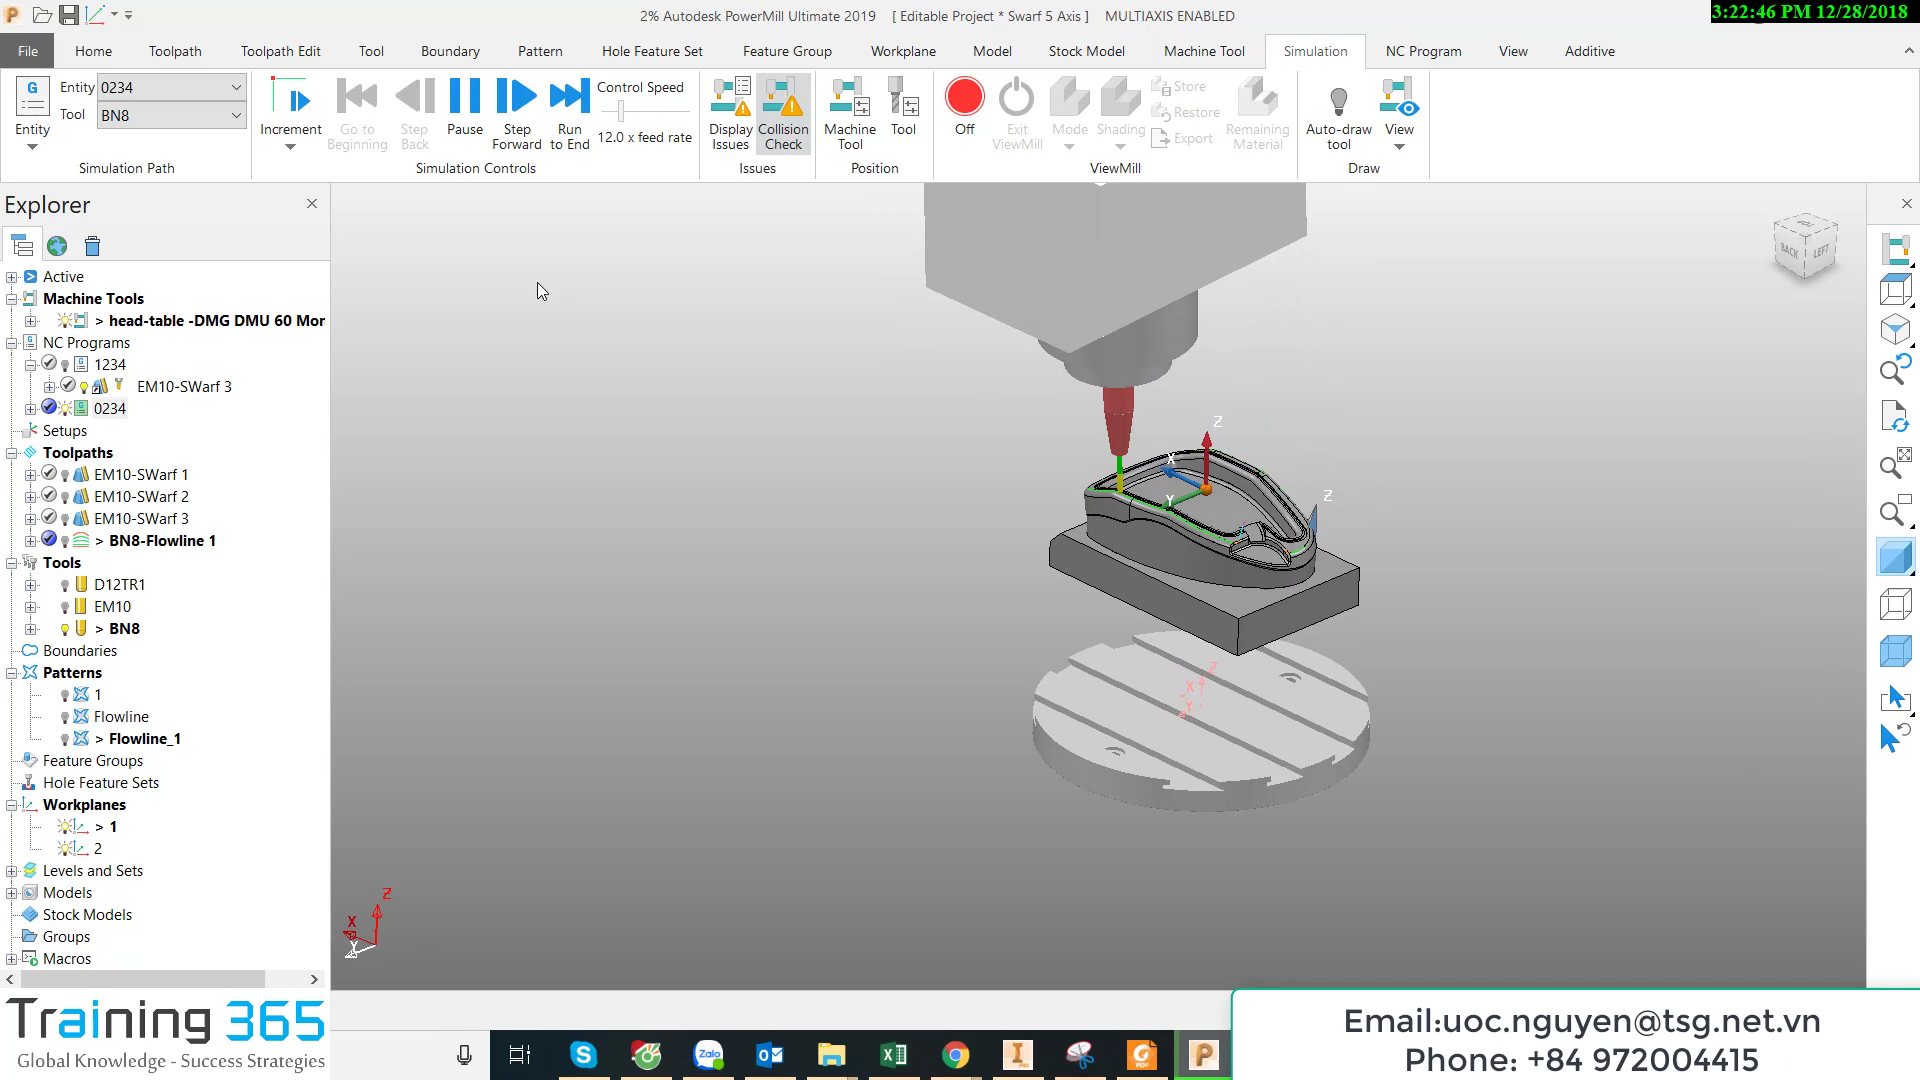 2% Autodesk PowerMill Ultimate 2019 [ Editable Project * Swarf 5 Axis ] MULTIAXIS ENABLED
3:22:46 PM 12/28/2018
File Home Toolpath Toolpath Edit Tool Boundary Pattern Hole Feature Set Feature Group Workplane Model Stock Model Machine Tool Simulation NC Program View Additive
Entity
Entity 0234
Tool BN8
Simulation Path
Increment
Go to Beginning
Step Back
Pause
Step Forward
Run to End
Control Speed
12.0 x feed rate
Simulation Controls
Display Issues
Collision Check
Issues
Machine Tool
Tool
Position
Off
Exit ViewMill
Mode
Shading
Store
Restore
Export
Remaining Material
ViewMill
Auto-draw tool
View
Draw
Explorer
Active
Machine Tools
> head-table -DMG DMU 60 Mor
NC Programs
1234
EM10-SWarf 3
0234
Setups
Toolpaths
EM10-SWarf 1
EM10-SWarf 2
EM10-SWarf 3
> BN8-Flowline 1
Tools
D12TR1
EM10
> BN8
Boundaries
Patterns
1
Flowline
> Flowline_1
Feature Groups
Hole Feature Sets
Workplanes
> 1
2
Levels and Sets
Models
Stock Models
Groups
Macros
BACK LEFT
Z
X
Y
Z
Z
X
Y
Z
X
Y
Training 365
Global Knowledge - Success Strategies
Zalo
Email:uoc.nguyen@tsg.net.vn
Phone: +84 972004415